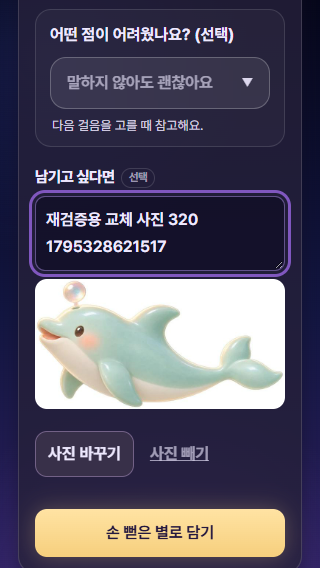 어떤 점이 어려웠나요? (선택)
말하지 않아도 괜찮아요
다음 걸음을 고를 때 참고해요.
남기고 싶다면 선택
재검증용 교체 사진 320
1795328621517
사진 바꾸기 사진 빼기
손 뻗은 별로 담기